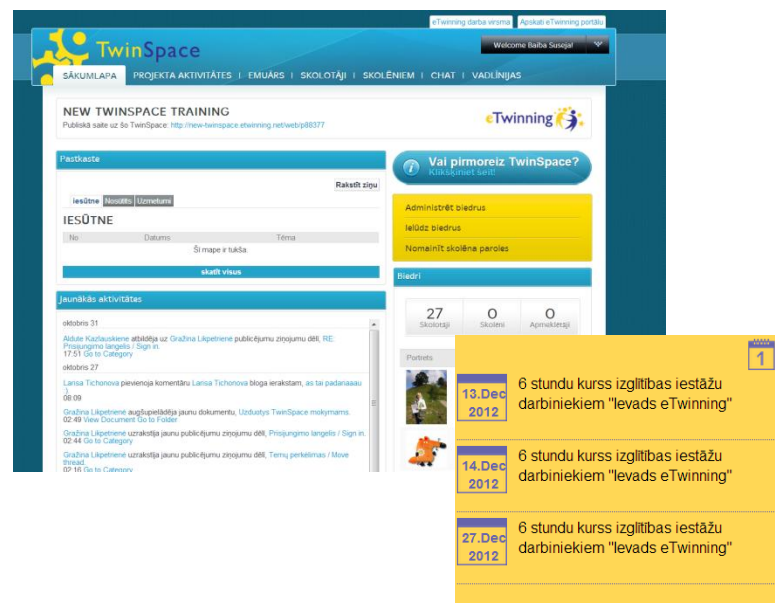 eTwinning darba virsma Apskati eTwinning portālu
TwinSpace
Welcome Baiba Suseja!
SĀKUMLAPA PROJEKTA AKTIVITĀTES | EMUĀRS | SKOLOTĀJI | SKOLĒNIEM | CHAT | VADLĪNIJAS
NEW TWINSPACE TRAINING
Publiskā saite uz šo TwinSpace: http://new-twinspace.etwinning.net/web/p88377
eTwinning
Pastkaste
Rakstīt ziņu
Iesūtne Nosūtīts Uzmetumi
IESŪTNE
No Datums Tēma
Šī mape ir tukša.
skatīt visus
Jaunākās aktivitātes
oktobris 31
Aldute Kazlauskiene atbildēja uz Gražina Likpetrienė publicējumu ziņojumu dēlī, RE:
Prisijungimo langelis / Sign in.
17:51 Go to Category
oktobris 27
Larisa Tichonova pievienoja komentāru Larisa Tichonova bloga ierakstam, as tai padariaaau
:)
08:09
Gražina Likpetrienė augšupielādēja jaunu dokumentu, Uzduotys TwinSpace mokymams.
02:49 View Document Go to Folder
Gražina Likpetrienė uzrakstīja jaunu publicējumu ziņojumu dēlī, Prisijungimo langelis / Sign in.
02:44 Go to Category
Gražina Likpetrienė uzrakstīja jaunu publicējumu ziņojumu dēlī, Temų perkėlimas / Move
thread.
02:16 Go to Category
Vai pirmoreiz TwinSpace?
Klikšķiniet šeit!
Administrēt biedrus
Ielūdz biedrus
Nomainīt skolēna paroles
Biedri
27 0 0
Skolotāji Skolēni Apmeklētāji
Portrets
1
13.Dec 2012
6 stundu kurss izglītības iestāžu
darbiniekiem "Ievads eTwinning"
14.Dec 2012
6 stundu kurss izglītības iestāžu
darbiniekiem "Ievads eTwinning"
27.Dec 2012
6 stundu kurss izglītības iestāžu
darbiniekiem "Ievads eTwinning"